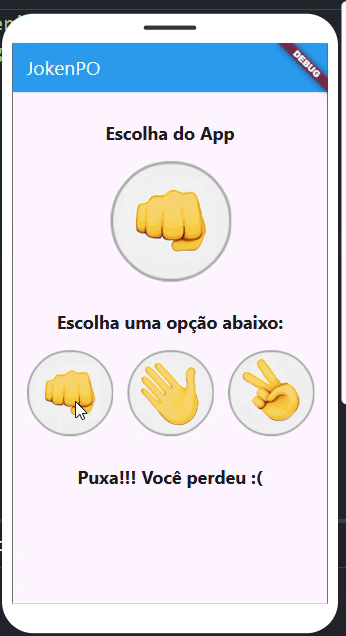 JokenPO
DEBUG
Escolha do App
Escolha uma opção abaixo:
Puxa!!! Você perdeu :(